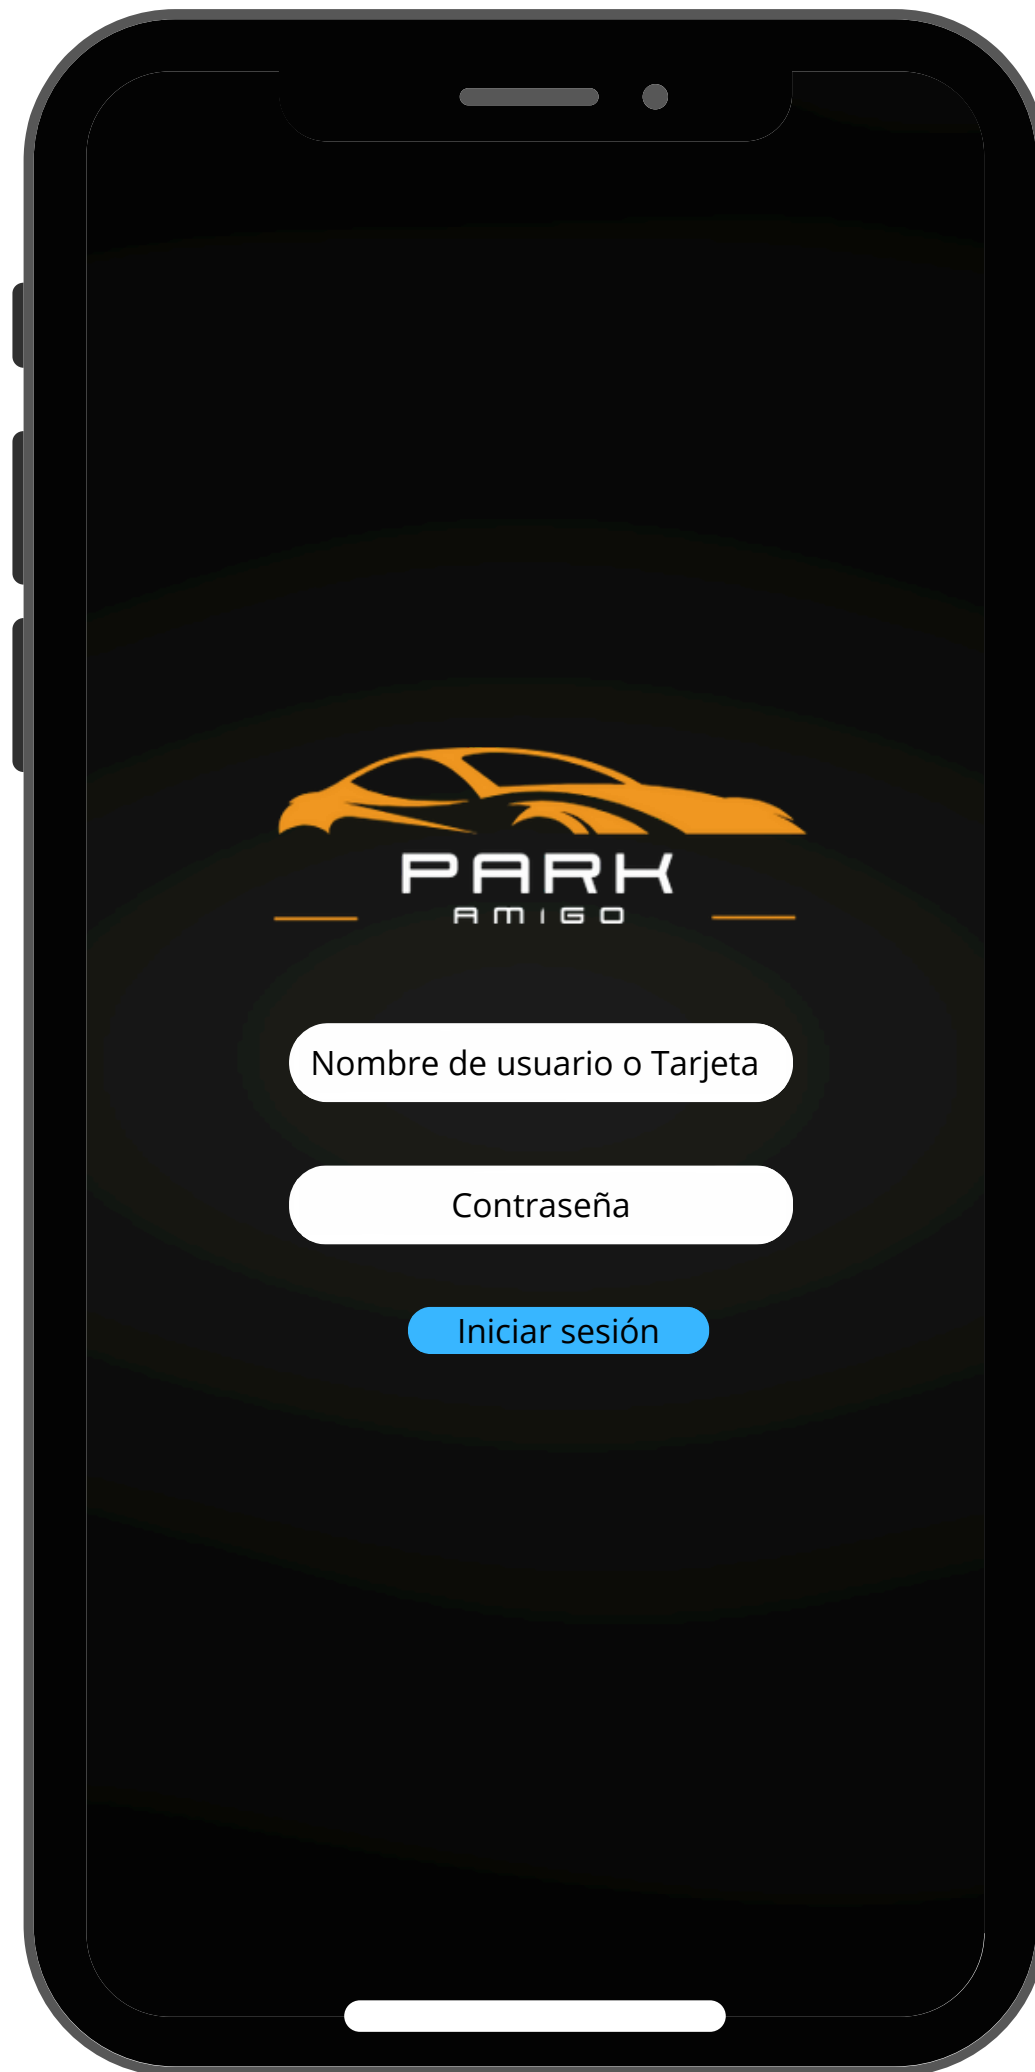 PARK
AMIGO
Nombre de usuario o Tarjeta
Contraseña
Iniciar sesión